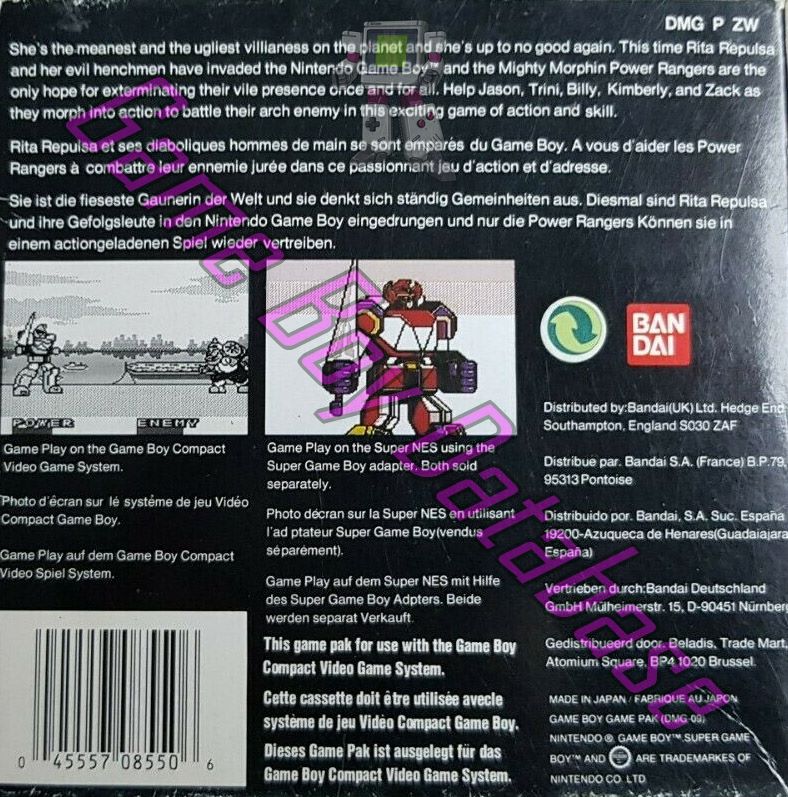 DMG P ZW
She's the meanest and the ugliest villianess on the planet and she's up to no good again. This time Rita Repulsa
and her evil henchmen have invaded the Nintendo Game Boy and the Mighty Morphin Power Rangers are the
only hope for exterminating their vile presence once and for all. Help Jason, Trini, Billy, Kimberly, and Zack as
they morph into action to battle their arch enemy in this exciting game of action and skill.
Rita Repulsa et ses diaboliques hommes de main se sont emparés du Game Boy. A vous d'aider les Power
Rangers à combattre leur ennemie jurée dans ce passionnant jeu d'action et d'adresse.
Sie ist die fieseste Gaunerin der Welt und sie denkt sich ständig Gemeinheiten aus. Diesmal sind Rita Repulsa
und ihre Gefolgsleute in den Nintendo Game Boy eingedrungen und nur die Power Rangers Können sie in
einem actiongeladenen Spiel wieder vertreiben.
POWER ENEMY
Game Play on the Game Boy Compact
Video Game System.
Photo d'écran sur lé système de jeu Vidéo
Compact Game Boy.
Game Play auf dem Game Boy Compact
Video Spiel System.
Game Play on the Super NES using the
Super Game Boy adapter. Both sold
separately.
Photo décran sur la Super NES en utilisant
l'ad ptateur Super Game Boy(vendus
séparément).
Game Play auf dem Super NES mit Hilfe
des Super Game Boy Adpters. Beide
werden separat Verkauft.
This game pak for use with the Game Boy
Compact Video Game System.
Cette cassette doit être utilisée avecle
système de jeu Vidéo Compact Game Boy.
Dieses Game Pak ist ausgelegt für das
Game Boy Compact Video Game System.
BAN
DAI
Distributed by:Bandai(UK) Ltd. Hedge End
Southampton, England S030 ZAF
Distribue par. Bandai S.A. (France) B.P.79,
95313 Pontoise
Distribuido por. Bandai, S.A. Suc. España
19200-Azuqueca de Henares(Guadaiajara
España)
Vertrieben durch:Bandai Deutschland
GmbH Mülheimerstr. 15, D-90451 Nürnberg
Gedistribueerd door. Beladis, Trade Mart,
Atomium Square, BP4 1020 Brussel.
MADE IN JAPAN / FABRIQUE AU JAPON
GAME BOY GAME PAK (DMG-09)
NINTENDO ®, GAME BOY™,SUPER GAME
BOY™ AND ARE TRADEMARKES OF
NINTENDO CO. LTD.
0 45557 08550 6
Game Boy Database